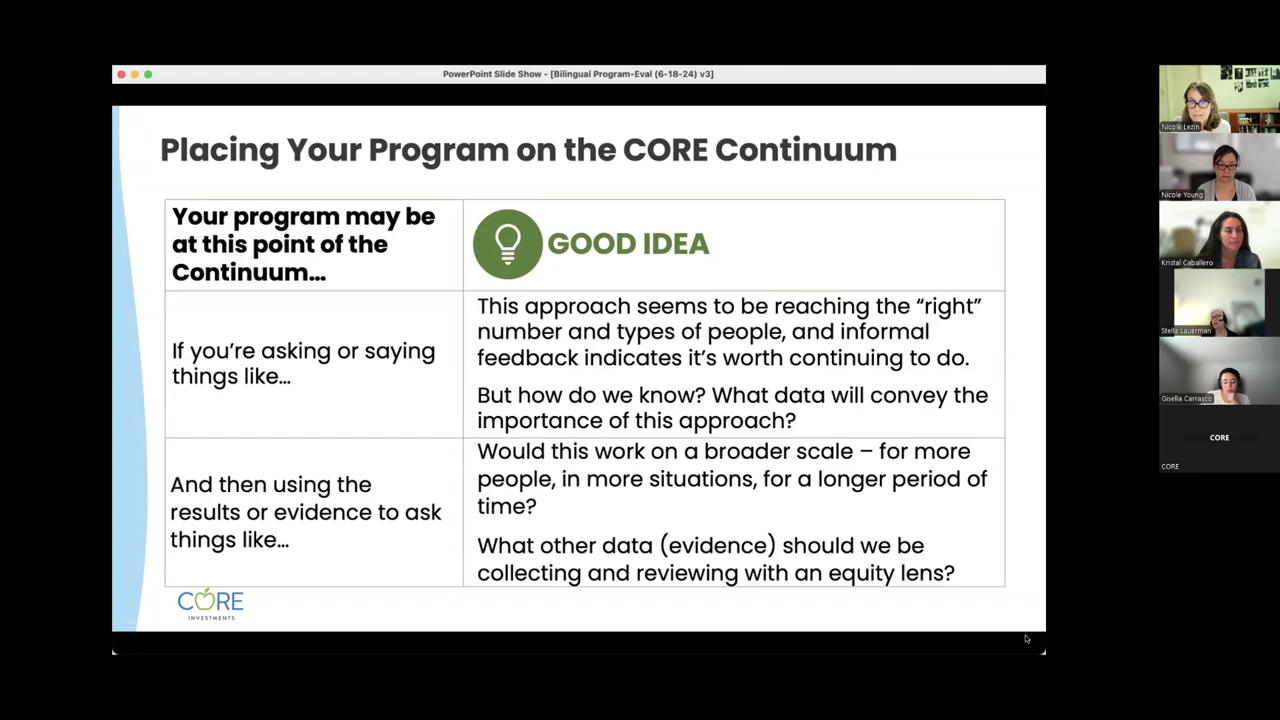 PowerPoint Slide Show - [Bilingual Program-Eval (6-18-24) v3]
Placing Your Program on the CORE Continuum
Your program may be
at this point of the
Continuum...
GOOD IDEA
If you're asking or saying
things like...
This approach seems to be reaching the "right"
number and types of people, and informal
feedback indicates it's worth continuing to do.
But how do we know? What data will convey the
importance of this approach?
And then using the
results or evidence to ask
things like...
Would this work on a broader scale – for more
people, in more situations, for a longer period of
time?
What other data (evidence) should we be
collecting and reviewing with an equity lens?
CORE
INVESTMENTS
Nicole Lezin
Nicole Young
Kristal Caballero
Stella Lauerman
Gisella Carrasco
CORE
CORE